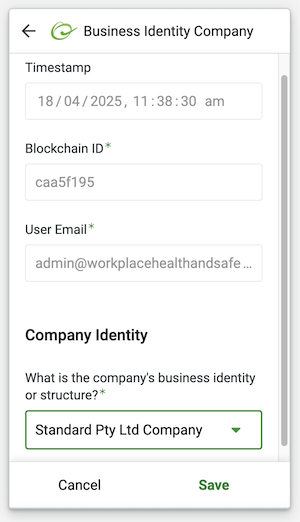 Business Identity Company
Timestamp
18/04/2025, 11:38:30 am
Blockchain ID*
caa5f195
User Email*
admin@workplacehealthandsafe...
Company Identity
What is the company's business identity
or structure?*
Standard Pty Ltd Company
Cancel
Save